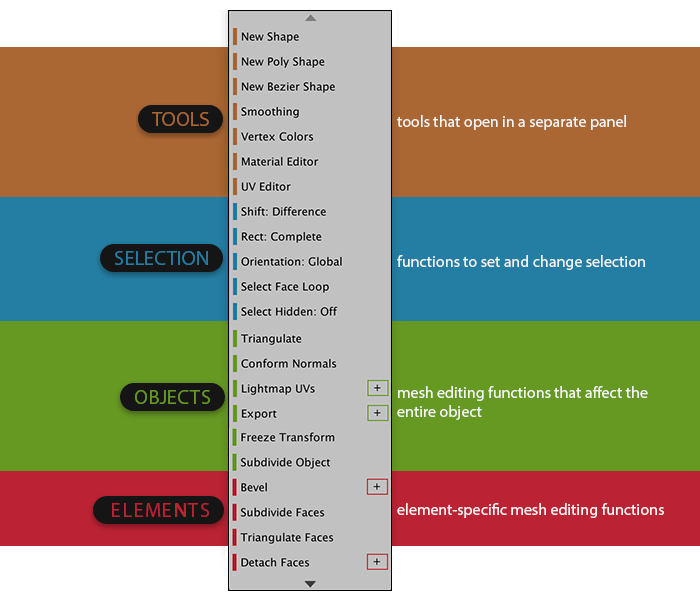 New Shape
New Poly Shape
New Bezier Shape
TOOLS
Smoothing
tools that open in a separate panel
Vertex Colors
Material Editor
UV Editor
Shift: Difference
Rect: Complete
SELECTION
Orientation: Global
functions to set and change selection
Select Face Loop
Select Hidden: Off
Triangulate
Conform Normals
Lightmap UVs +
OBJECTS
mesh editing functions that affect the
entire object
Export +
Freeze Transform
Subdivide Object
Bevel +
ELEMENTS
Subdivide Faces
element-specific mesh editing functions
Triangulate Faces
Detach Faces +